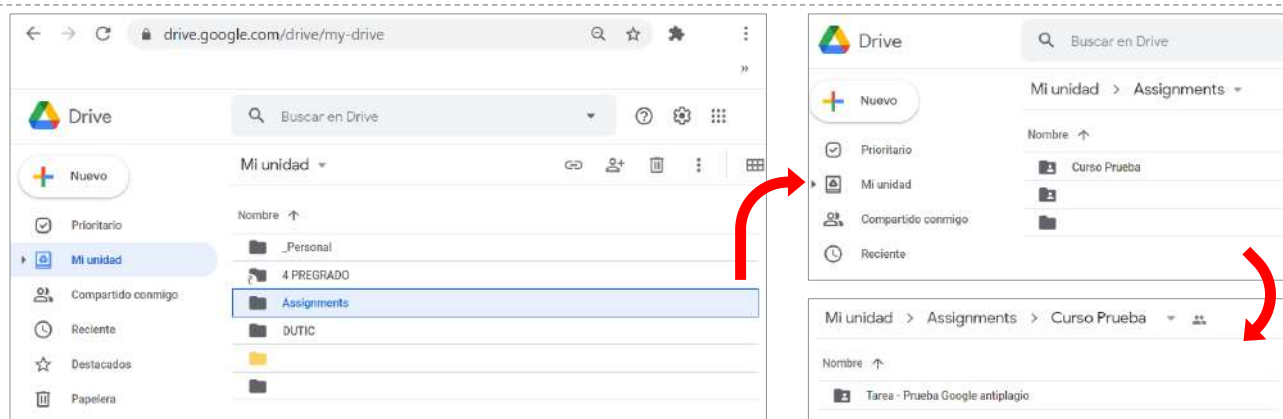 drive.google.com/drive/my-drive
»
Drive
Buscar en Drive
Nuevo
Mi unidad
Prioritario
Mi unidad
Compartido conmigo
Reciente
Destacados
Papelera
Nombre
_Personal
4 PREGRADO
Assignments
DUTIC
Drive
Buscar en Drive
Nuevo
Mi unidad > Assignments
Prioritario
Mi unidad
Compartido conmigo
Reciente
Nombre
Curso Prueba
Mi unidad > Assignments > Curso Prueba
Nombre
Tarea - Prueba Google antiplagio